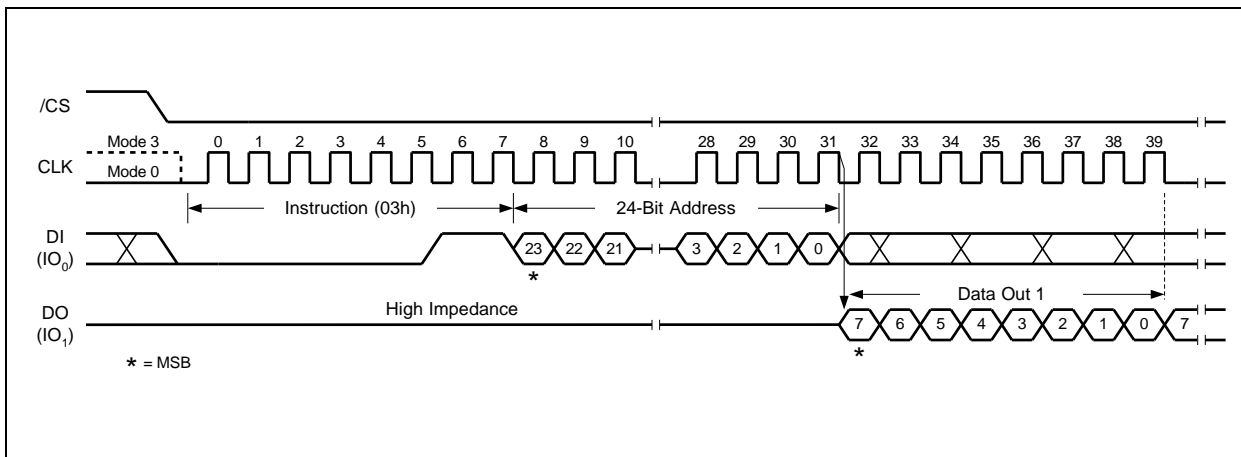 /CS
Mode 3 0 1 2 3 4 5 6 7 8 9 10 28 29 30 31 32 33 34 35 36 37 38 39
CLK Mode 0
Instruction (03h) 24-Bit Address
DI
(IO0) 23 22 21 3 2 1 0
*
High Impedance Data Out 1
DO
(IO1) 7 6 5 4 3 2 1 0 7
*
* = MSB